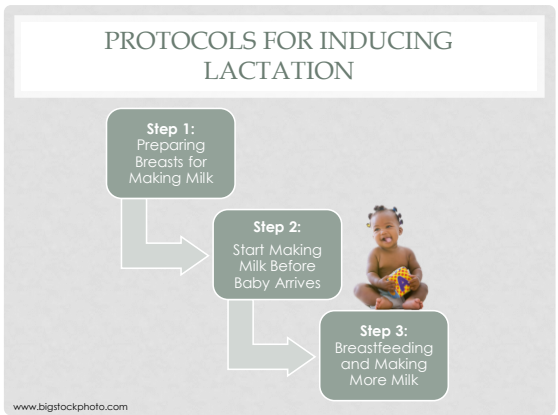 PROTOCOLS FOR INDUCING
LACTATION
Step 1:
Preparing
Breasts for
Making Milk
Step 2:
Start Making
Milk Before
Baby Arrives
Step 3:
Breastfeeding
and Making
More Milk
www.bigstockphoto.com